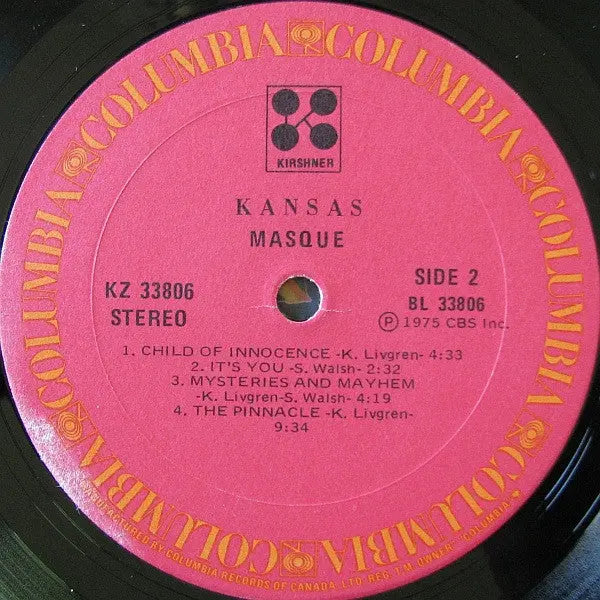 COLUMBIA COLUMBIA COLUMBIA COLUMBIA COLUMBIA COLUMBIA
KIRSHNER
KANSAS
MASQUE
KZ 33806
STEREO
SIDE 2
BL 33806
Ⓟ 1975 CBS Inc.
1. CHILD OF INNOCENCE -K. Livgren- 4:33
2. IT'S YOU -S. Walsh- 2:32
3. MYSTERIES AND MAYHEM
-K. Livgren-S. Walsh- 4:19
4. THE PINNACLE -K. Livgren-
9:34
MANUFACTURED BY COLUMBIA RECORDS OF CANADA, LTD. REG. T.M. OWNER "COLUMBIA"